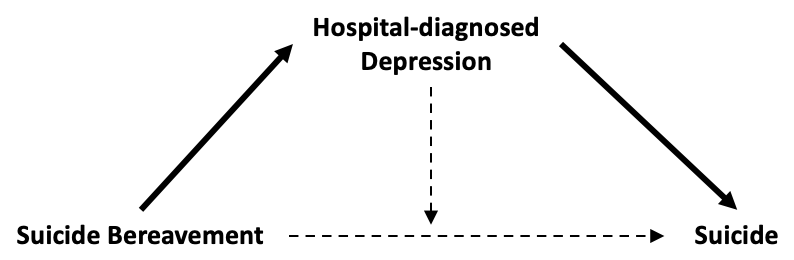 Hospital-diagnosed
Depression
Suicide Bereavement
Suicide